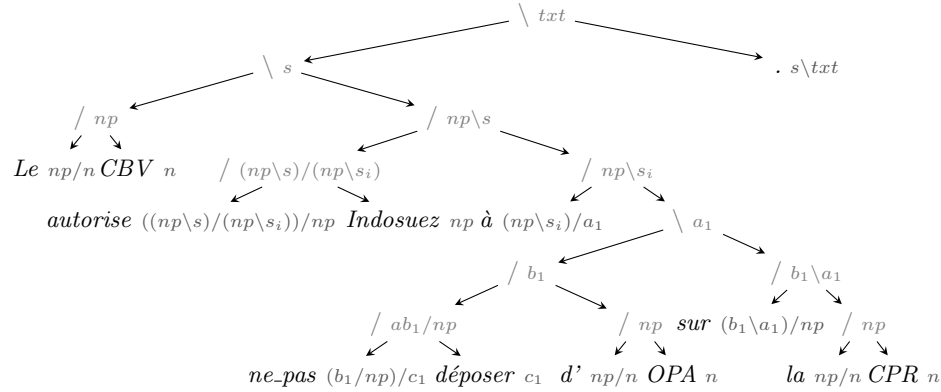 \ txt
\ s . s\txt
/ np / np\s
Le np/n CBV n / (np\s)/(np\s_i) / np\s_i
autorise ((np\s)/(np\s_i))/np Indosuez np à (np\s_i)/a_1 \ a_1
/ b_1 / b_1\a_1
/ ab_1/np / np sur (b_1\a_1)/np / np
ne_pas (b_1/np)/c_1 déposer c_1 d' np/n OPA n la np/n CPR n